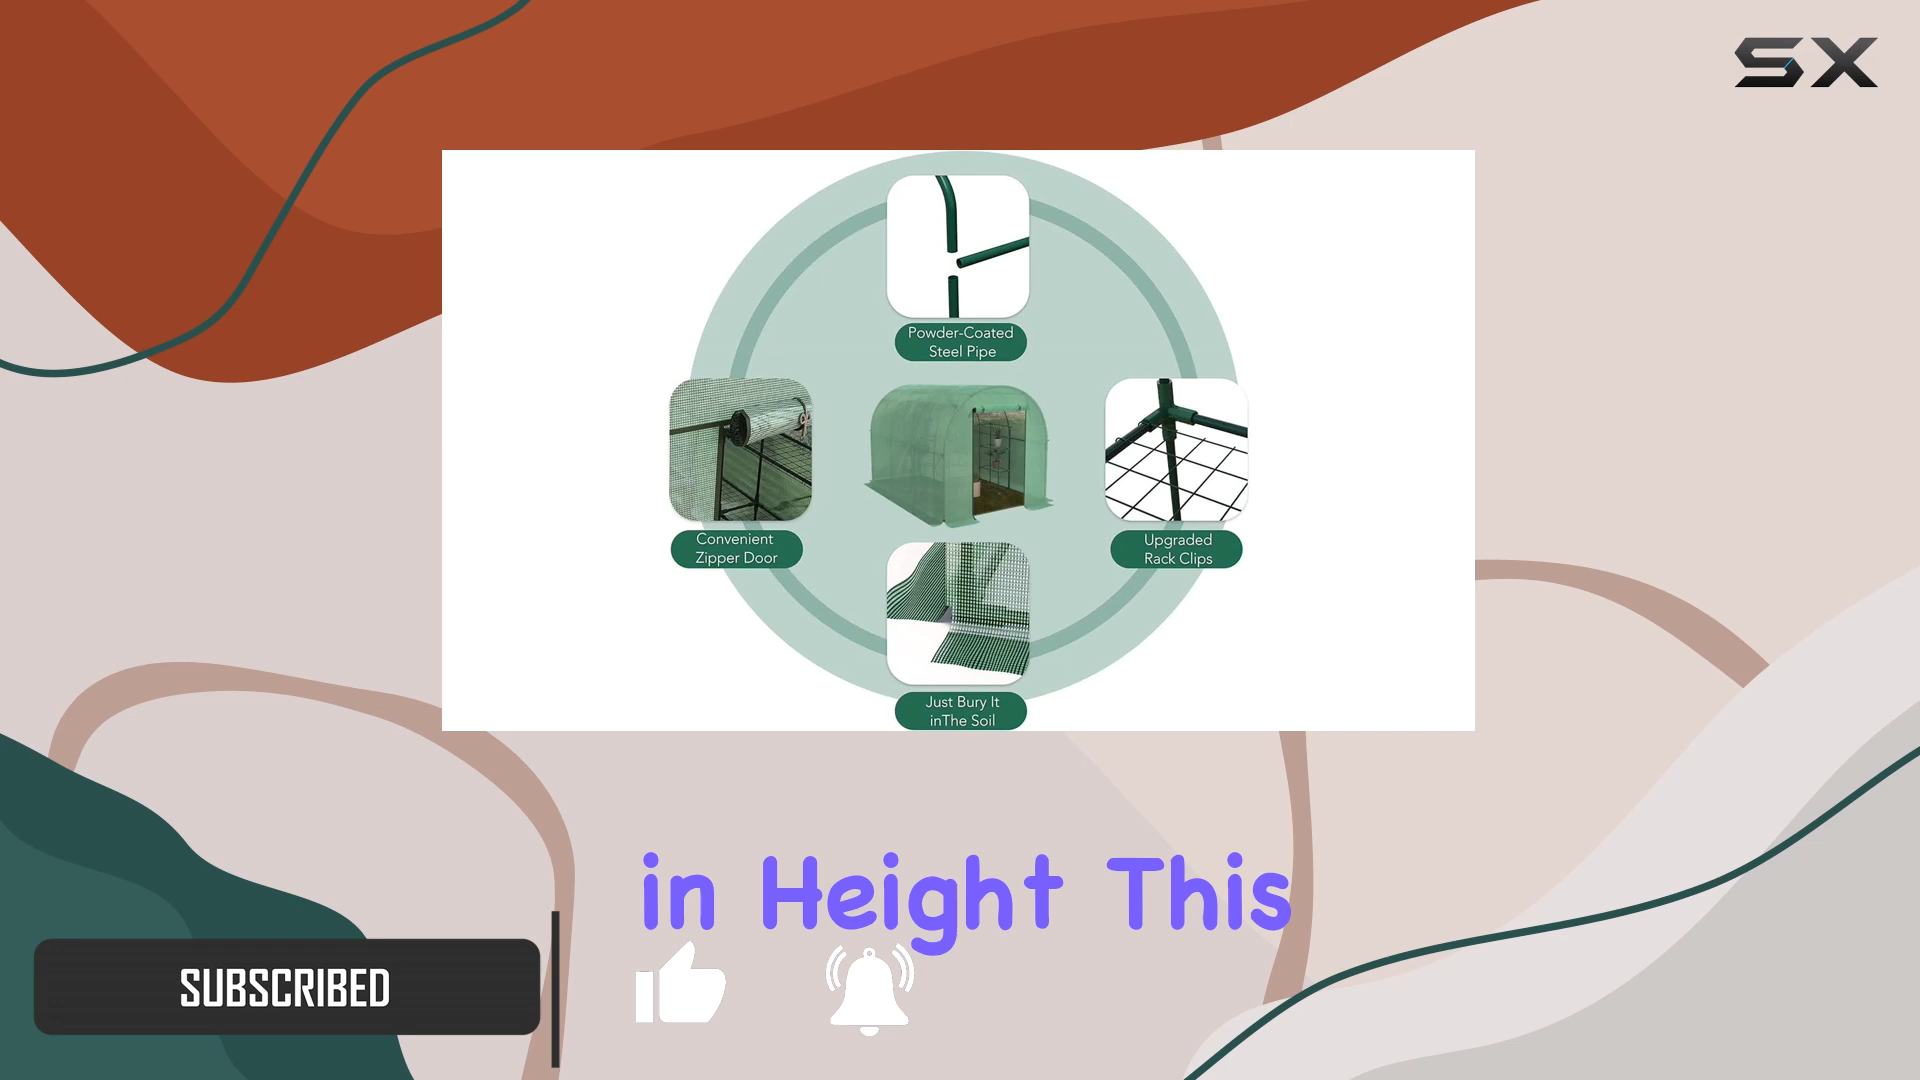 SX
Powder-Coated
Steel Pipe
Convenient
Zipper Door
Upgraded
Rack Clips
Just Bury It
inThe Soil
in Height This
SUBSCRIBED